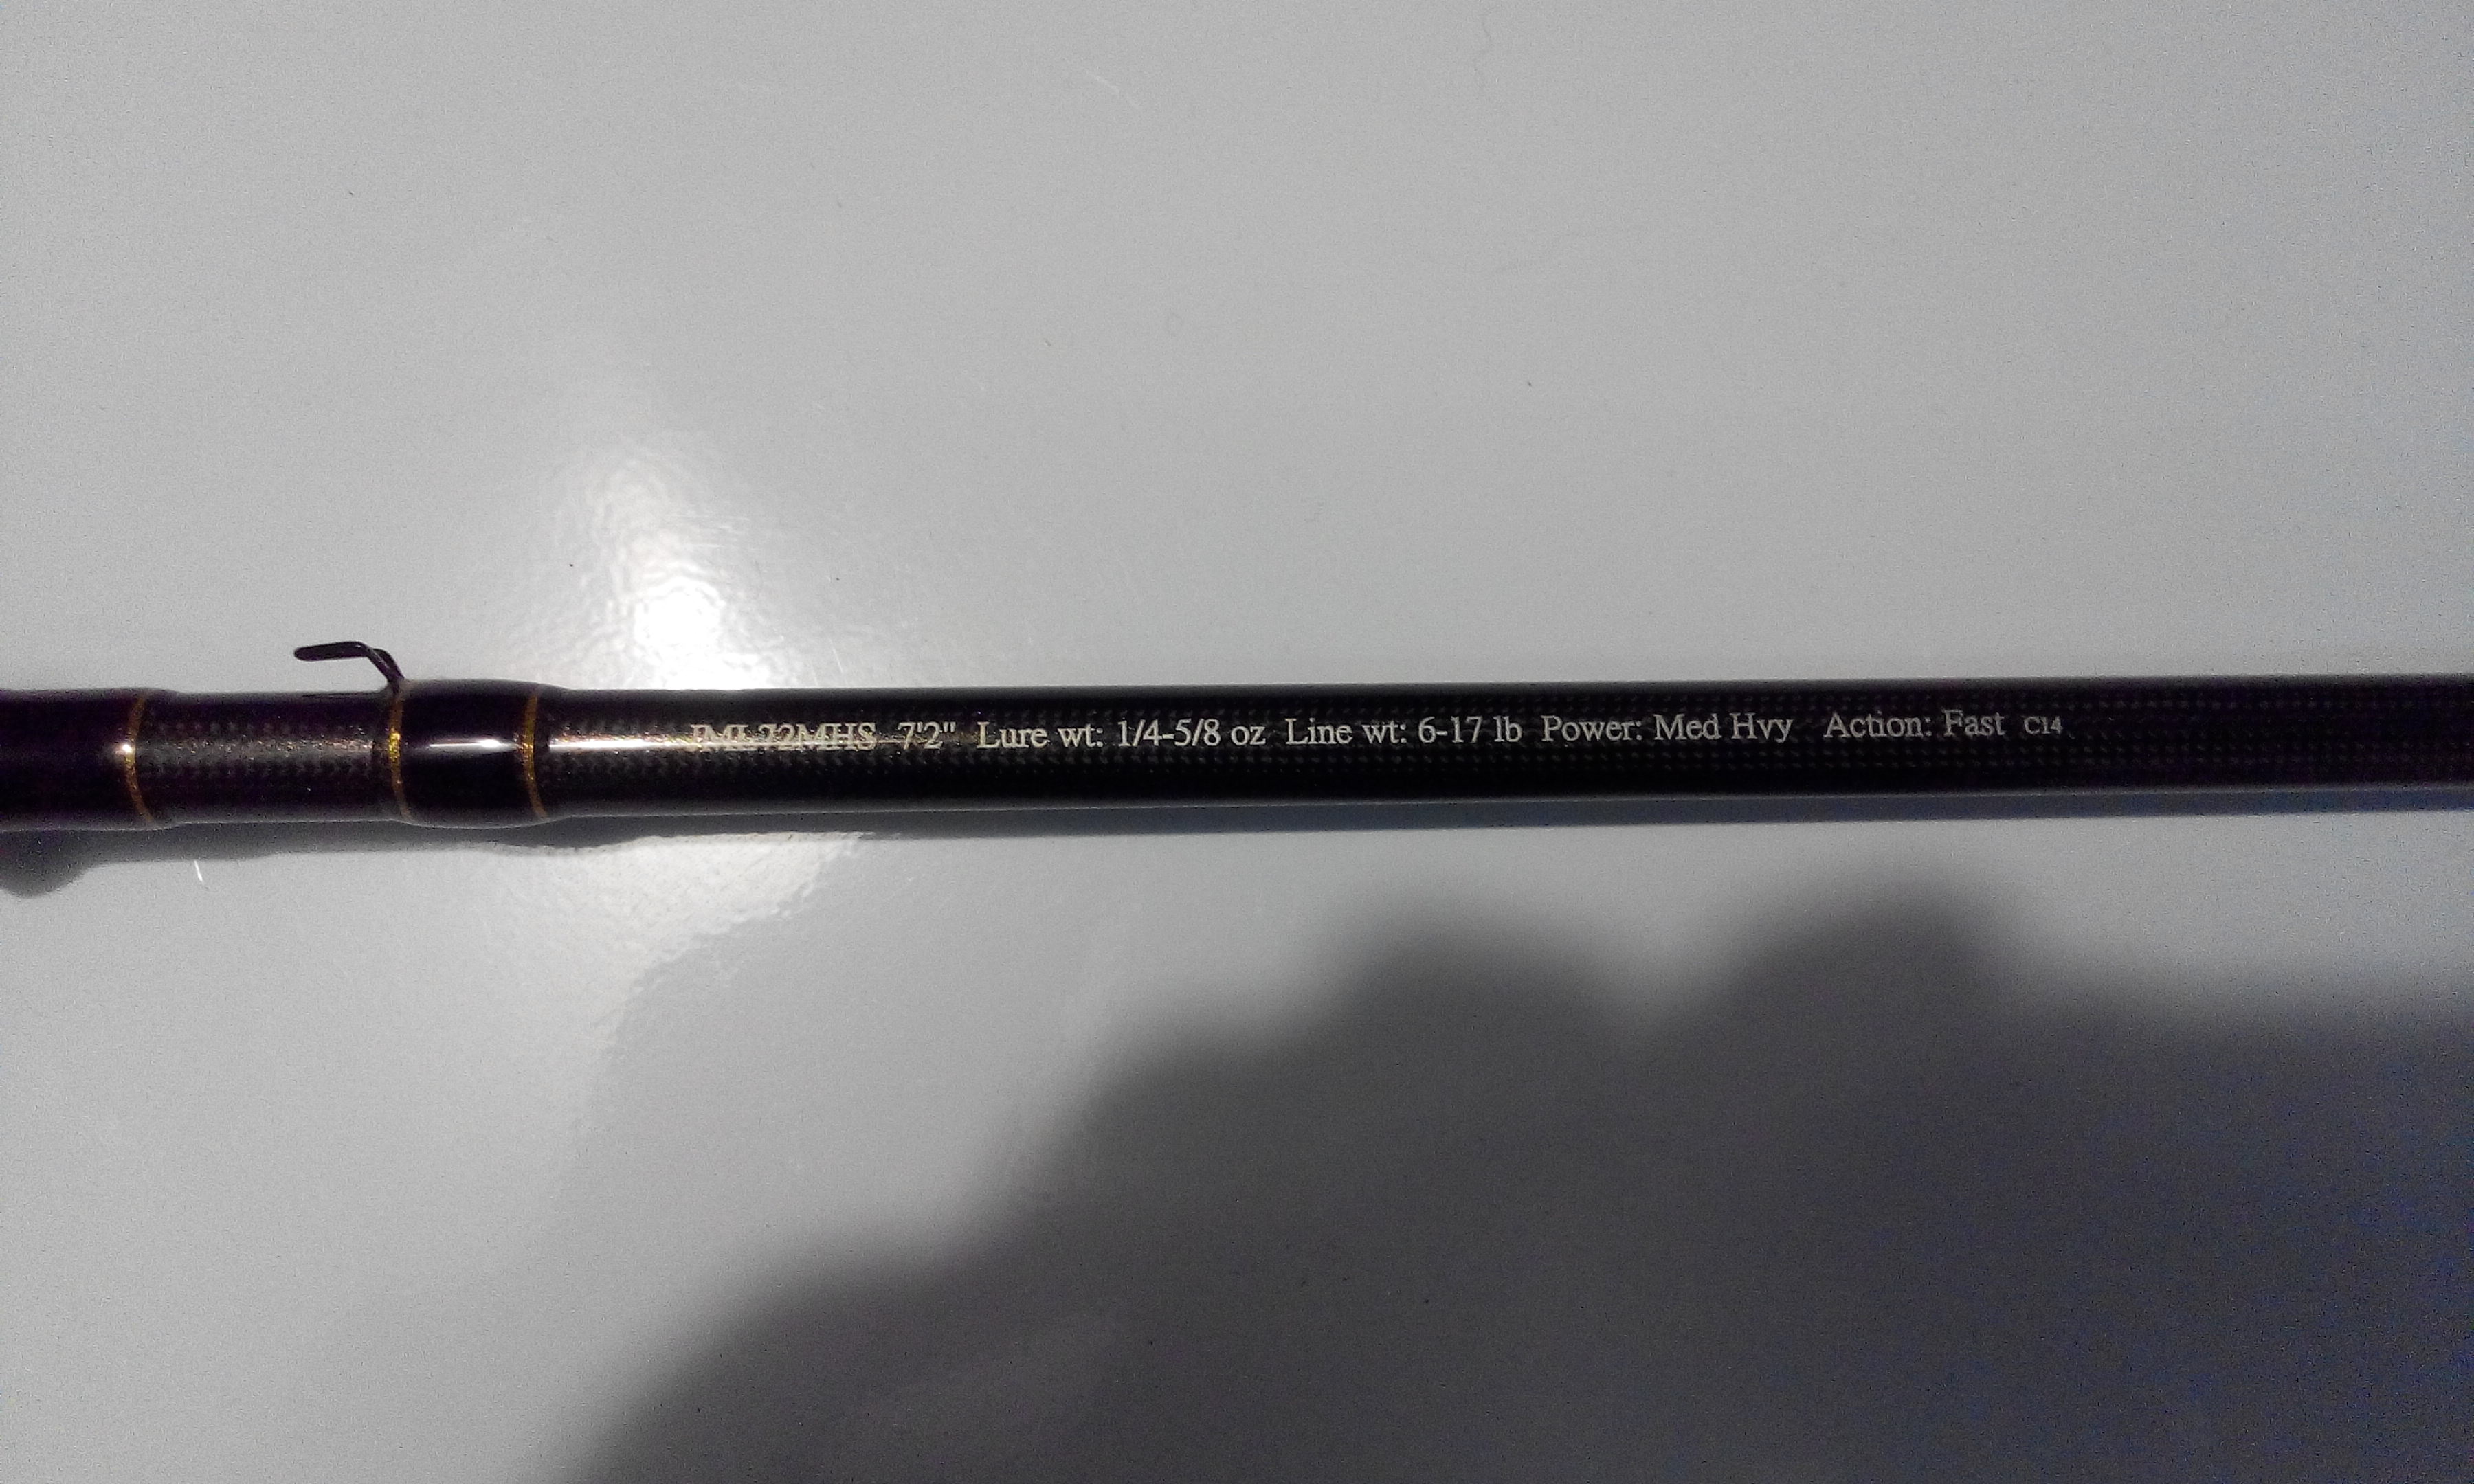 IML72MHS 7'2" Lure wt: 1/4-5/8 oz Line wt: 6-17 lb Power: Med Hvy Action: Fast C14